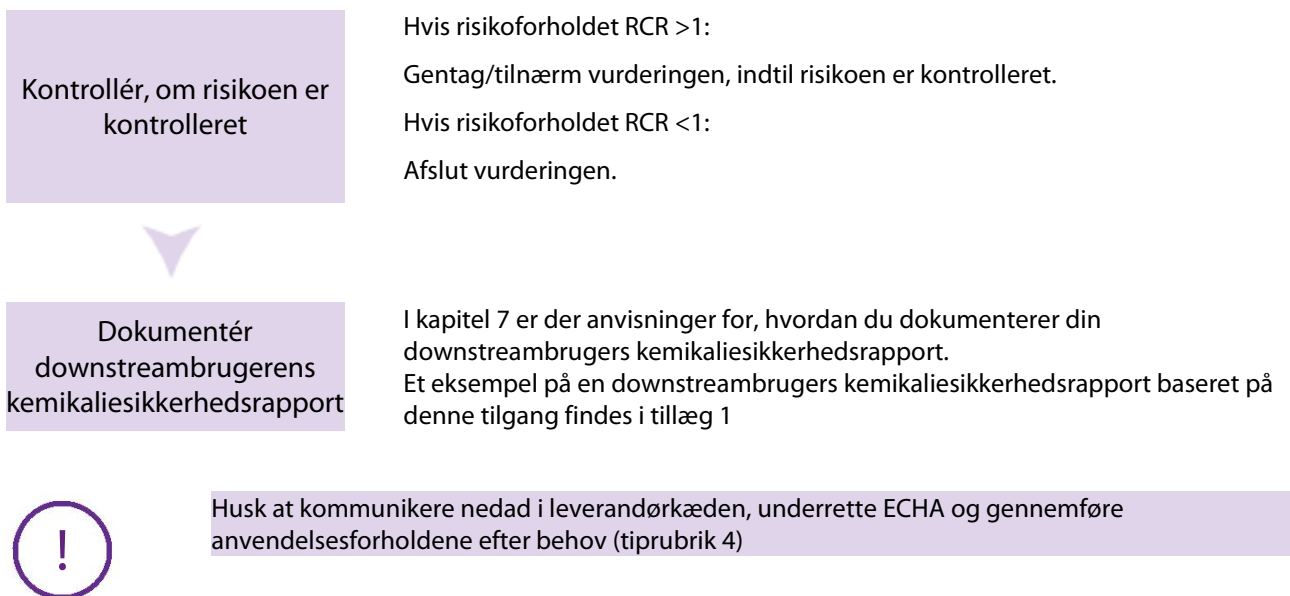 Kontrollér, om risikoen er
kontrolleret
Hvis risikoforholdet RCR >1:
Gentag/tilnærm vurderingen, indtil risikoen er kontrolleret.
Hvis risikoforholdet RCR <1:
Afslut vurderingen.
Dokumentér
downstreambrugerens
kemikaliesikkerhedsrapport
I kapitel 7 er der anvisninger for, hvordan du dokumenterer din
downstreambrugers kemikaliesikkerhedsrapport.
Et eksempel på en downstreambrugers kemikaliesikkerhedsrapport baseret på
denne tilgang findes i tillæg 1
!
Husk at kommunikere nedad i leverandørkæden, underrette ECHA og gennemføre
anvendelsesforholdene efter behov (tiprubrik 4)